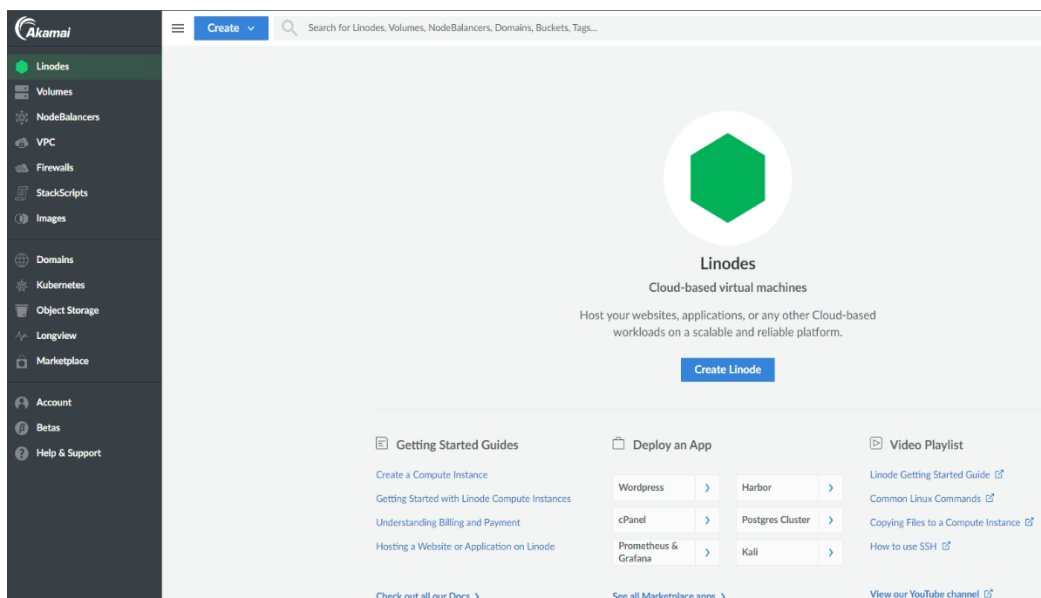 Akamai
Create
Search for Linodes, Volumes, NodeBalancers, Domains, Buckets, Tags...
Linodes
Volumes
NodeBalancers
VPC
Firewalls
StackScripts
Images
Domains
Kubernetes
Object Storage
Longview
Marketplace
Account
Betas
Help & Support
Linodes
Cloud-based virtual machines
Host your websites, applications, or any other Cloud-based
workloads on a scalable and reliable platform.
Create Linode
Getting Started Guides
Create a Compute Instance
Getting Started with Linode Compute Instances
Understanding Billing and Payment
Hosting a Website or Application on Linode
Check out all our Docs
Deploy an App
Wordpress
Harbor
cPanel
Postgres Cluster
Prometheus &
Grafana
Kali
See all Marketplace apps
Video Playlist
Linode Getting Started Guide
Common Linux Commands
Copying Files to a Compute Instance
How to use SSH
View our YouTube channel